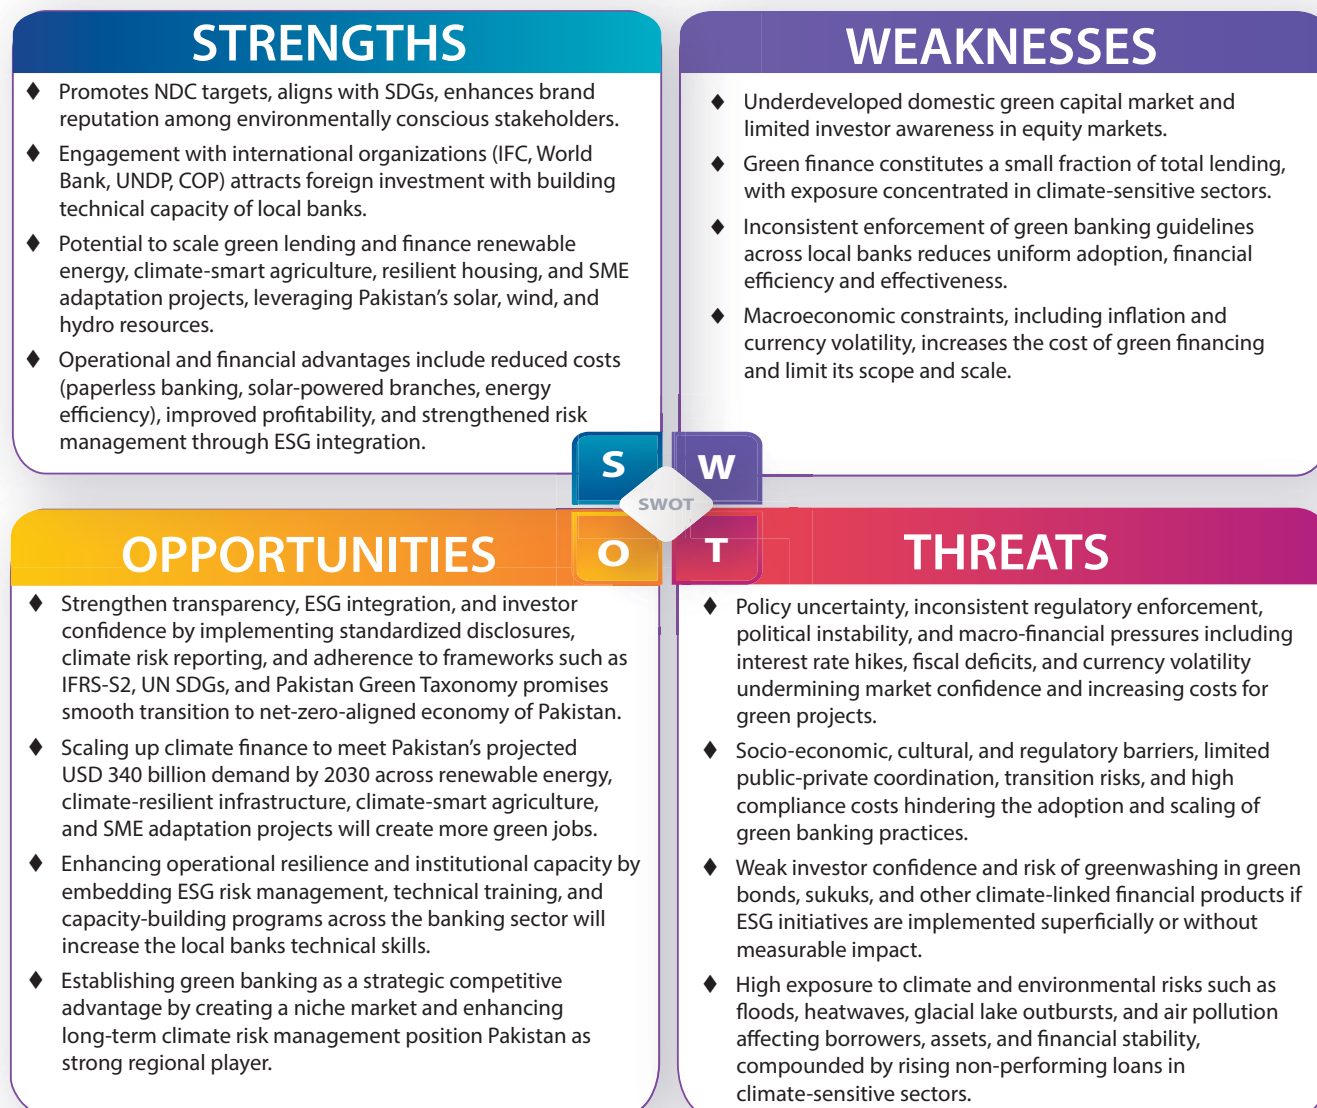 STRENGTHS
♦ Promotes NDC targets, aligns with SDGs, enhances brand
reputation among environmentally conscious stakeholders.
♦ Engagement with international organizations (IFC, World
Bank, UNDP, COP) attracts foreign investment with building
technical capacity of local banks.
♦ Potential to scale green lending and finance renewable
energy, climate-smart agriculture, resilient housing, and SME
adaptation projects, leveraging Pakistan’s solar, wind, and
hydro resources.
♦ Operational and financial advantages include reduced costs
(paperless banking, solar-powered branches, energy
efficiency), improved profitability, and strengthened risk
management through ESG integration.
WEAKNESSES
♦ Underdeveloped domestic green capital market and
limited investor awareness in equity markets.
♦ Green finance constitutes a small fraction of total lending,
with exposure concentrated in climate-sensitive sectors.
♦ Inconsistent enforcement of green banking guidelines
across local banks reduces uniform adoption, financial
efficiency and effectiveness.
♦ Macroeconomic constraints, including inflation and
currency volatility, increases the cost of green financing
and limit its scope and scale.
S
W
SWOT
O
T
OPPORTUNITIES
♦ Strengthen transparency, ESG integration, and investor
confidence by implementing standardized disclosures,
climate risk reporting, and adherence to frameworks such as
IFRS-S2, UN SDGs, and Pakistan Green Taxonomy promises
smooth transition to net-zero-aligned economy of Pakistan.
♦ Scaling up climate finance to meet Pakistan’s projected
USD 340 billion demand by 2030 across renewable energy,
climate-resilient infrastructure, climate-smart agriculture,
and SME adaptation projects will create more green jobs.
♦ Enhancing operational resilience and institutional capacity by
embedding ESG risk management, technical training, and
capacity-building programs across the banking sector will
increase the local banks technical skills.
♦ Establishing green banking as a strategic competitive
advantage by creating a niche market and enhancing
long-term climate risk management position Pakistan as
strong regional player.
THREATS
♦ Policy uncertainty, inconsistent regulatory enforcement,
political instability, and macro-financial pressures including
interest rate hikes, fiscal deficits, and currency volatility
undermining market confidence and increasing costs for
green projects.
♦ Socio-economic, cultural, and regulatory barriers, limited
public-private coordination, transition risks, and high
compliance costs hindering the adoption and scaling of
green banking practices.
♦ Weak investor confidence and risk of greenwashing in green
bonds, sukuks, and other climate-linked financial products if
ESG initiatives are implemented superficially or without
measurable impact.
♦ High exposure to climate and environmental risks such as
floods, heatwaves, glacial lake outbursts, and air pollution
affecting borrowers, assets, and financial stability,
compounded by rising non-performing loans in
climate-sensitive sectors.